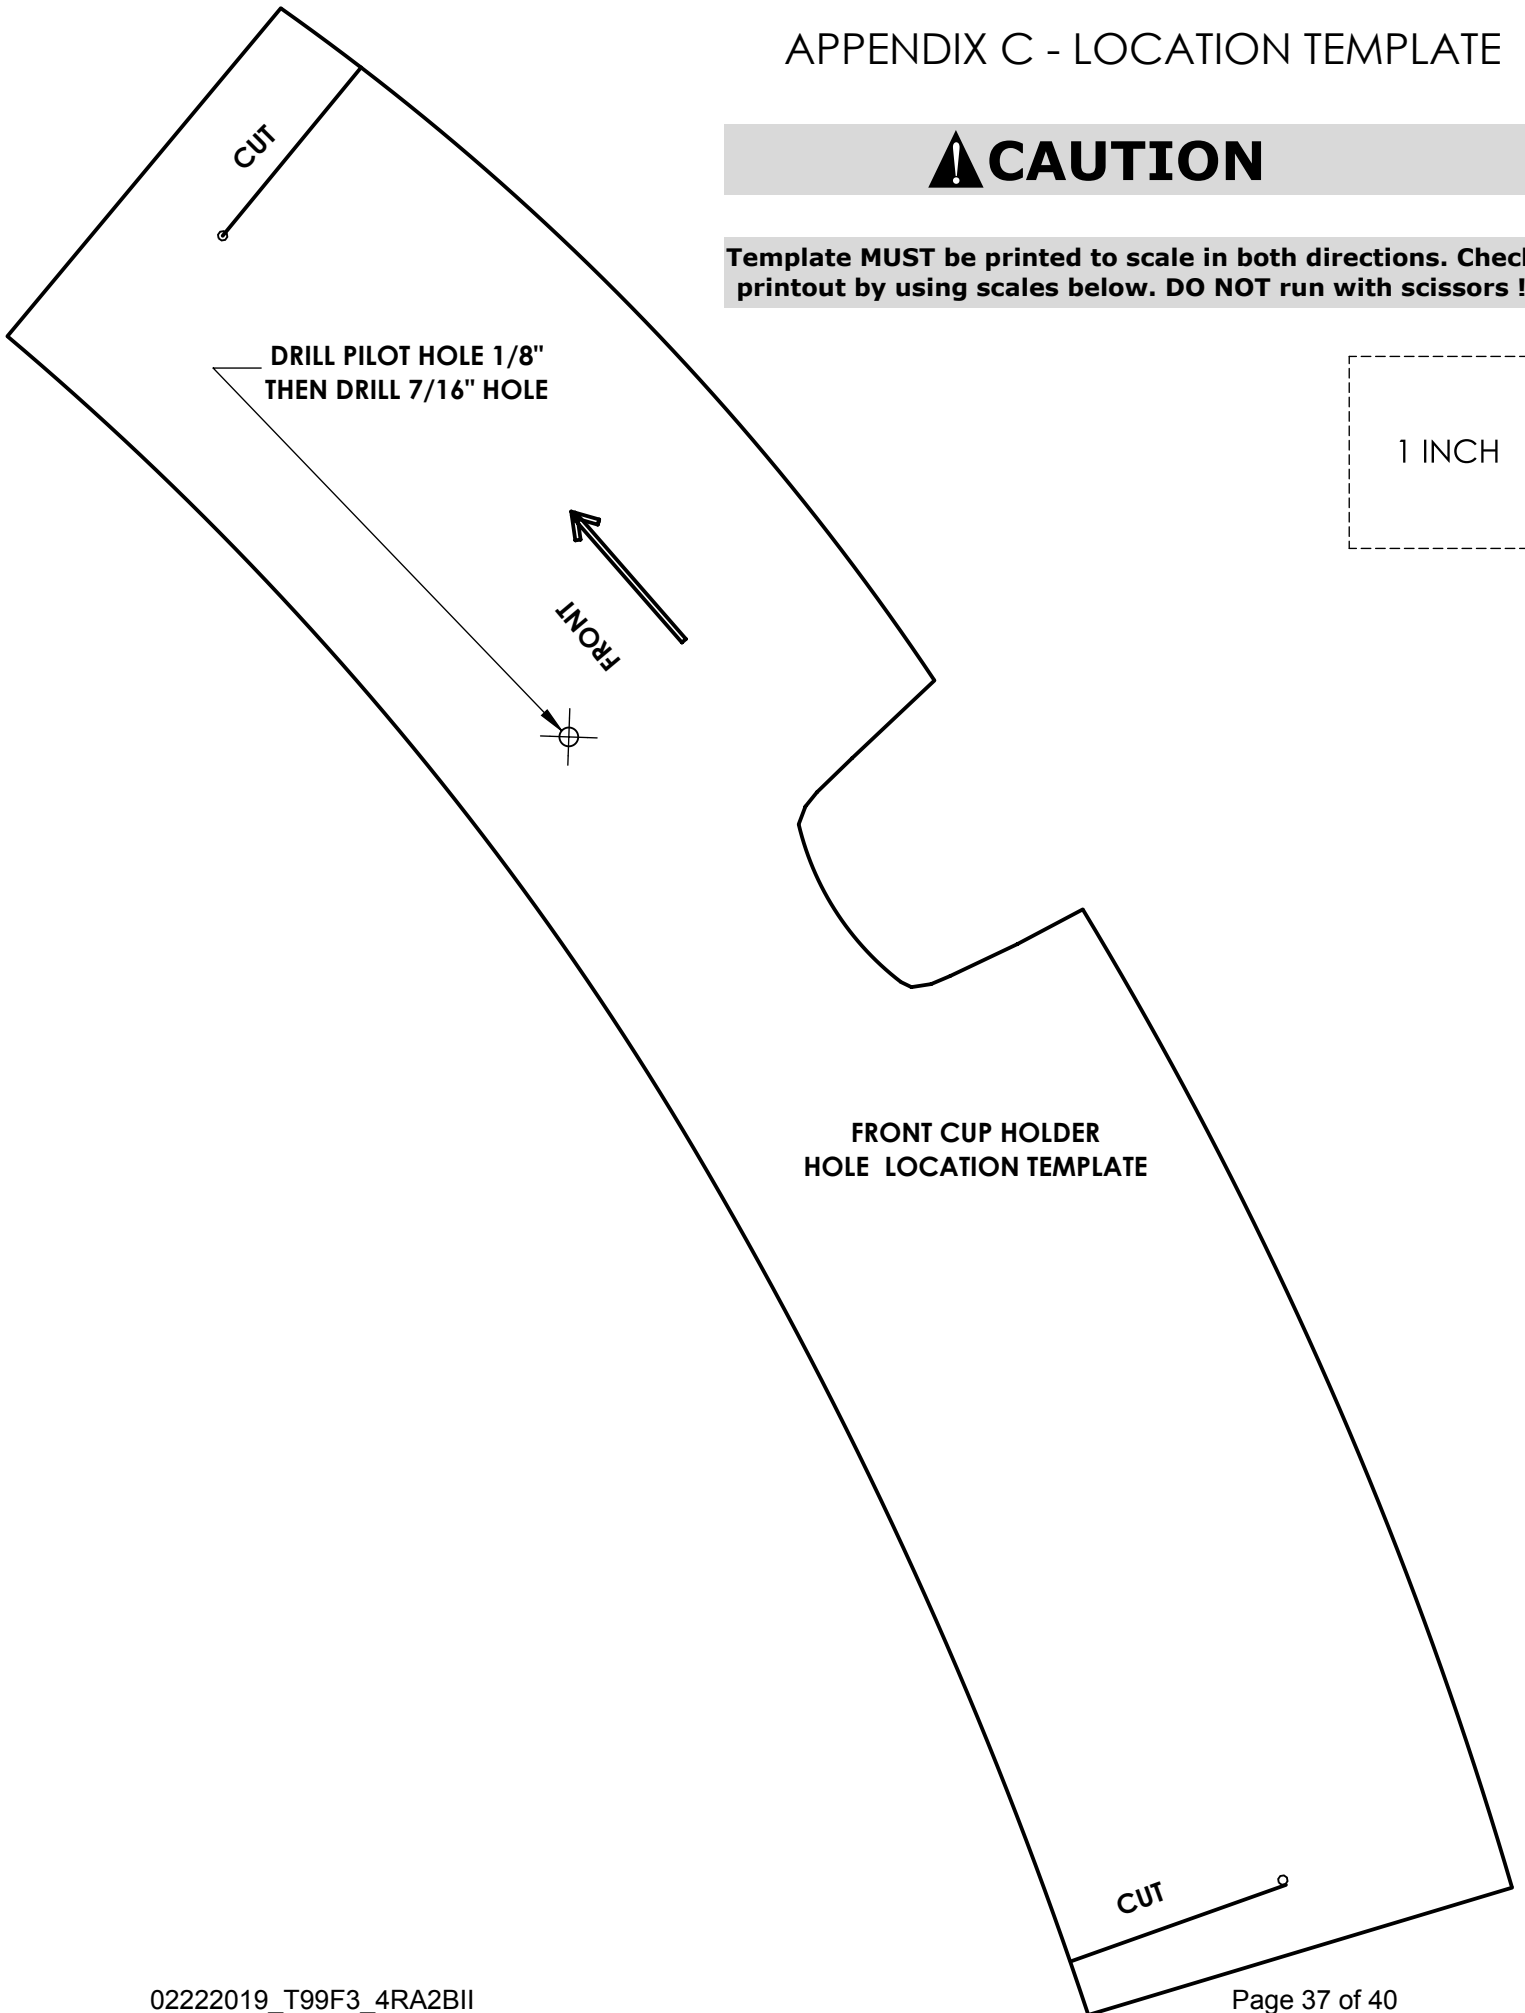 APPENDIX C - LOCATION TEMPLATE
CAUTION
Template MUST be printed to scale in both directions. Check
printout by using scales below. DO NOT run with scissors !
CUT
DRILL PILOT HOLE 1/8"
THEN DRILL 7/16" HOLE
1 INCH
FRONT
FRONT CUP HOLDER
HOLE LOCATION TEMPLATE
CUT
02222019_T99F3_4RA2BII
Page 37 of 40